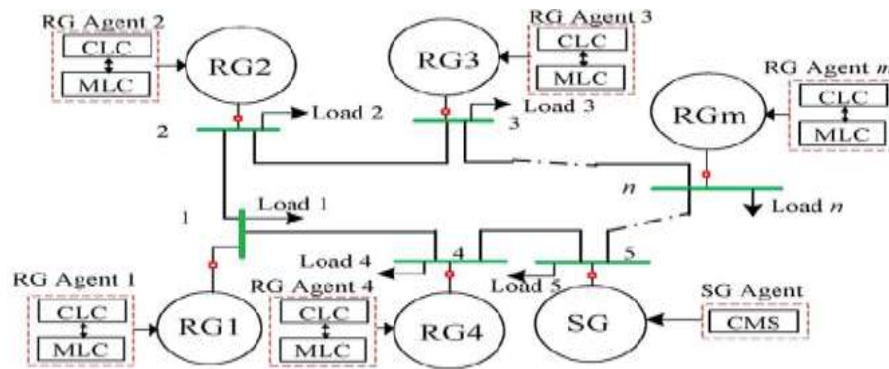 RG Agent 2
CLC
MLC
RG2
Load 2
2
RG Agent 3
CLC
MLC
RG3
Load 3
3
RG Agent m
CLC
MLC
RGm
n
Load n
1
Load 1
RG Agent 1
CLC
MLC
RG1
Load 4
4
RG Agent 4
CLC
MLC
RG4
Load 5
5
SG
SG Agent
CMS